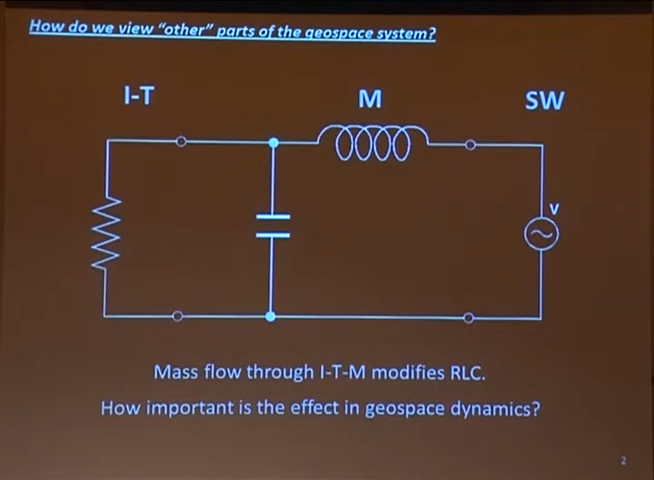 How do we view “other” parts of the geospace system?
I-T
M
SW
v
Mass flow through I-T-M modifies RLC.
How important is the effect in geospace dynamics?
2